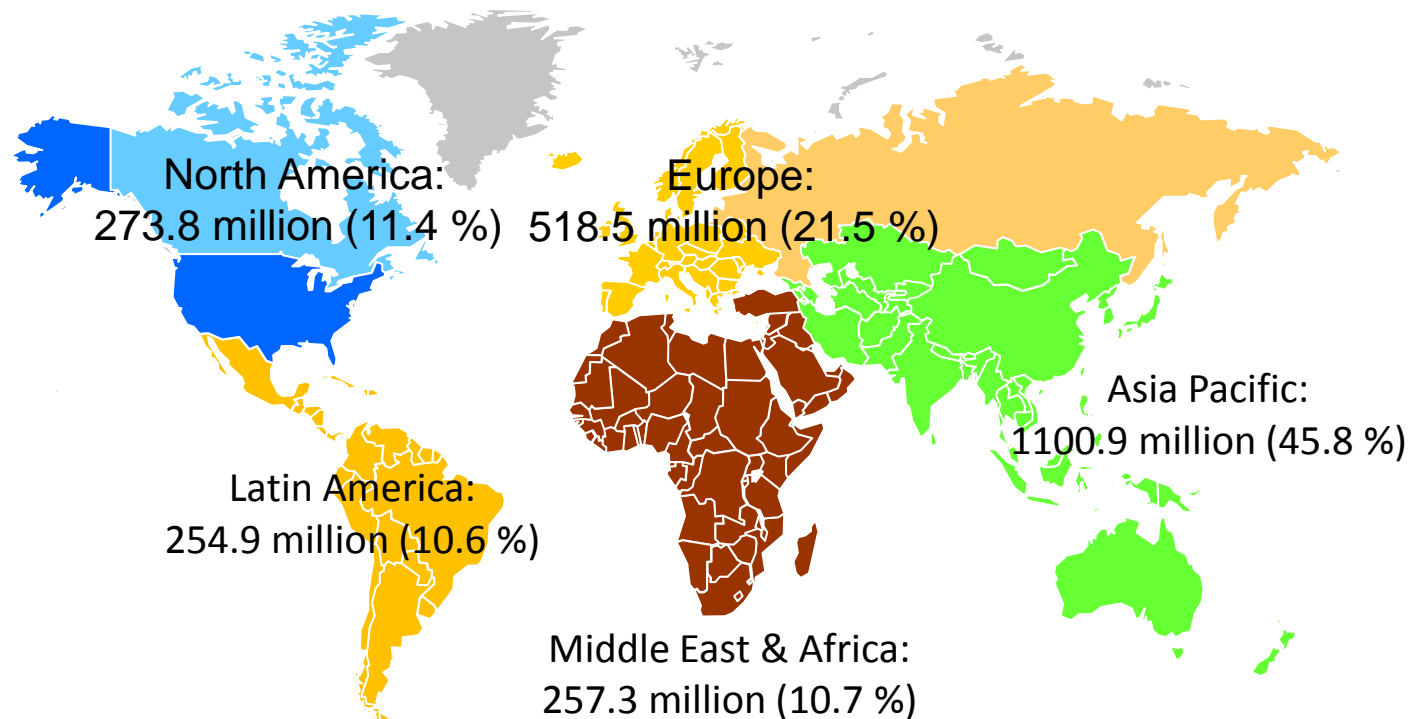 North America:
273.8 million (11.4 %)
Europe:
518.5 million (21.5 %)
Asia Pacific:
1100.9 million (45.8 %)
Latin America:
254.9 million (10.6 %)
Middle East & Africa:
257.3 million (10.7 %)